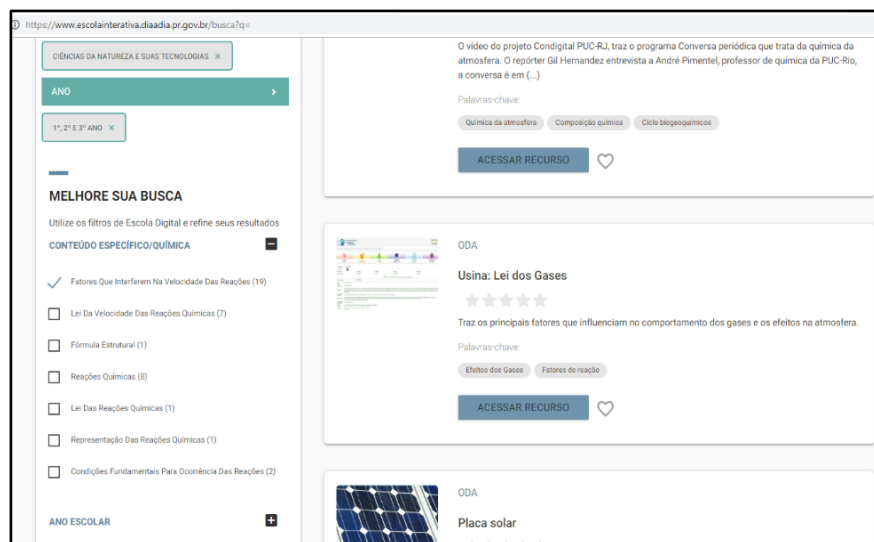 https://www.escolainterativa.diaadia.pr.gov.br/busca?q=
CIÊNCIAS DA NATUREZA E SUAS TECNOLOGIAS ×
ANO
1º, 2º E 3º ANO ×
MELHORE SUA BUSCA
Utilize os filtros de Escola Digital e refine seus resultados
CONTEÚDO ESPECÍFICO/QUÍMICA
Fatores Que Interferem Na Velocidade Das Reações (19)
Lei Da Velocidade Das Reações Químicas (7)
Fórmula Estrutural (1)
Reações Químicas (8)
Lei Das Reações Químicas (1)
Representação Das Reações Químicas (1)
Condições Fundamentais Para Ocorrência Das Reações (2)
ANO ESCOLAR
O vídeo do projeto Condigital PUC-RJ, traz o programa Conversa periódica que trata da química da
atmosfera. O repórter Gil Hernandez entrevista a André Pimentel, professor de química da PUC-Rio,
a conversa é em (...)
Palavras-chave:
Química da atmosfera Composição química Ciclo biogeoquímicos
ACESSAR RECURSO
ODA
Usina: Lei dos Gases
Traz os principais fatores que influenciam no comportamento dos gases e os efeitos na atmosfera.
Palavras-chave:
Efeitos dos Gases Fatores de reação
ACESSAR RECURSO
ODA
Placa solar